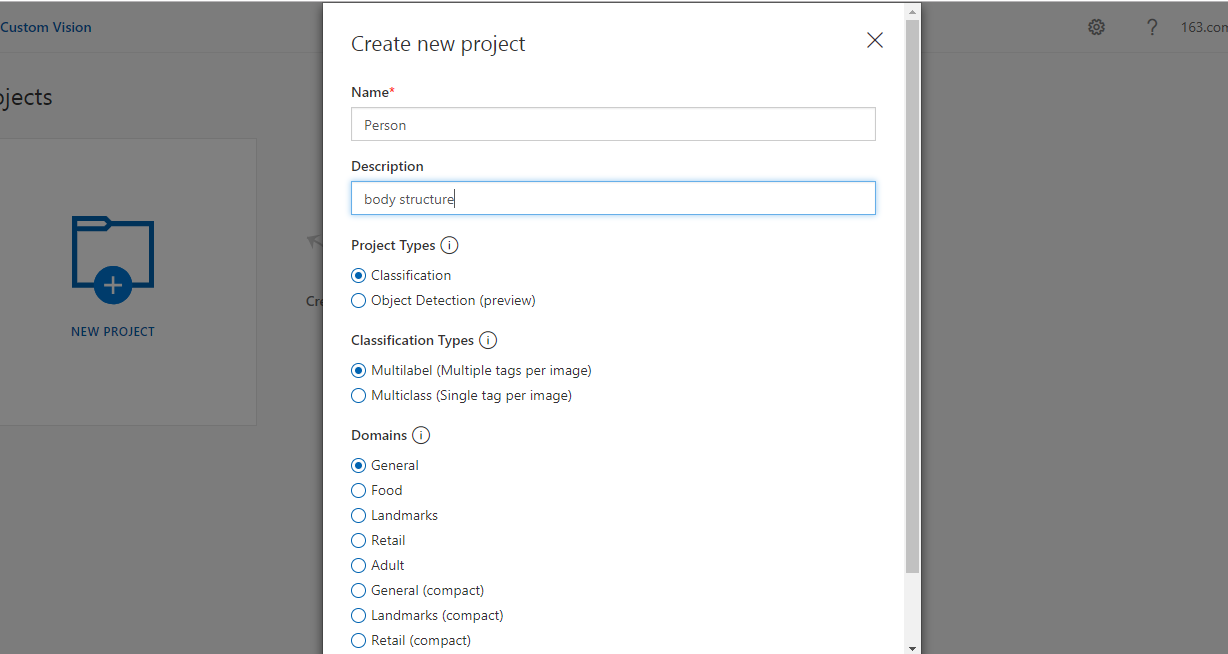 Custom Vision
?
163.com
ojects
NEW PROJECT
Cre
Create new project
Name*
Person
Description
body structure
Project Types i
Classification
Object Detection (preview)
Classification Types i
Multilabel (Multiple tags per image)
Multiclass (Single tag per image)
Domains i
General
Food
Landmarks
Retail
Adult
General (compact)
Landmarks (compact)
Retail (compact)